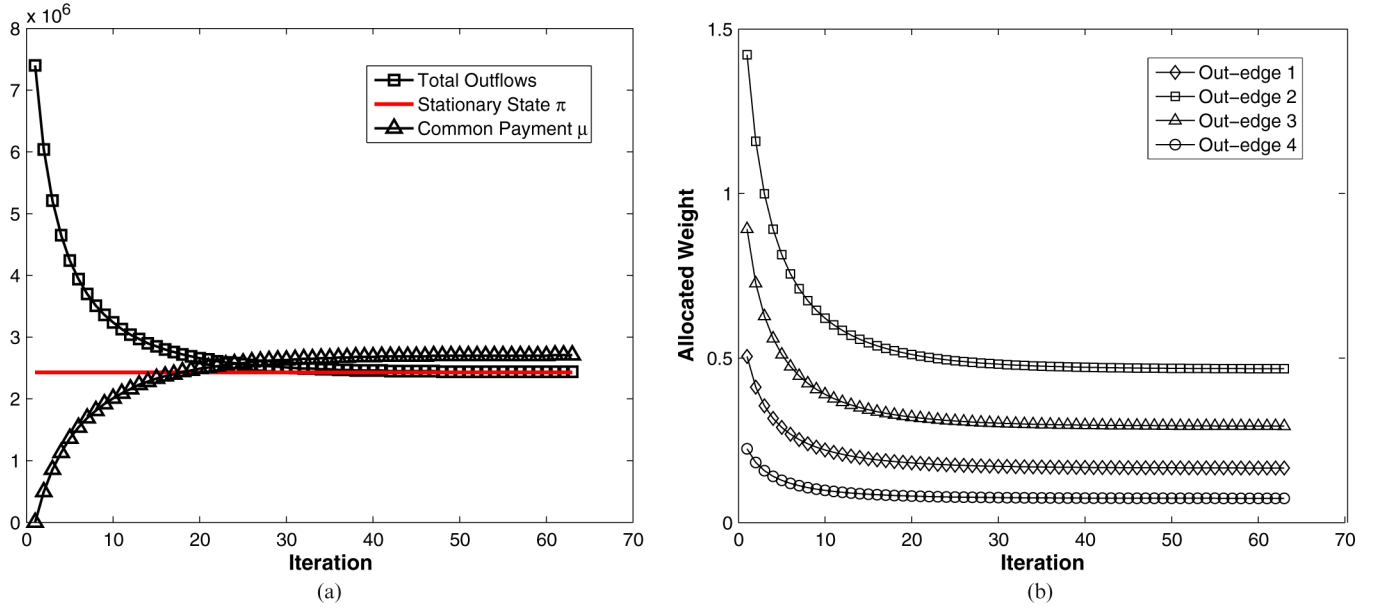 x 10⁶
8
7
6
5
4
3
2
1
0
0 10 20 30 40 50 60 70
Iteration
Total Outflows
Stationary State π
Common Payment μ
(a)
Allocated Weight
1.5
1
0.5
0
0 10 20 30 40 50 60 70
Iteration
Out-edge 1
Out-edge 2
Out-edge 3
Out-edge 4
(b)